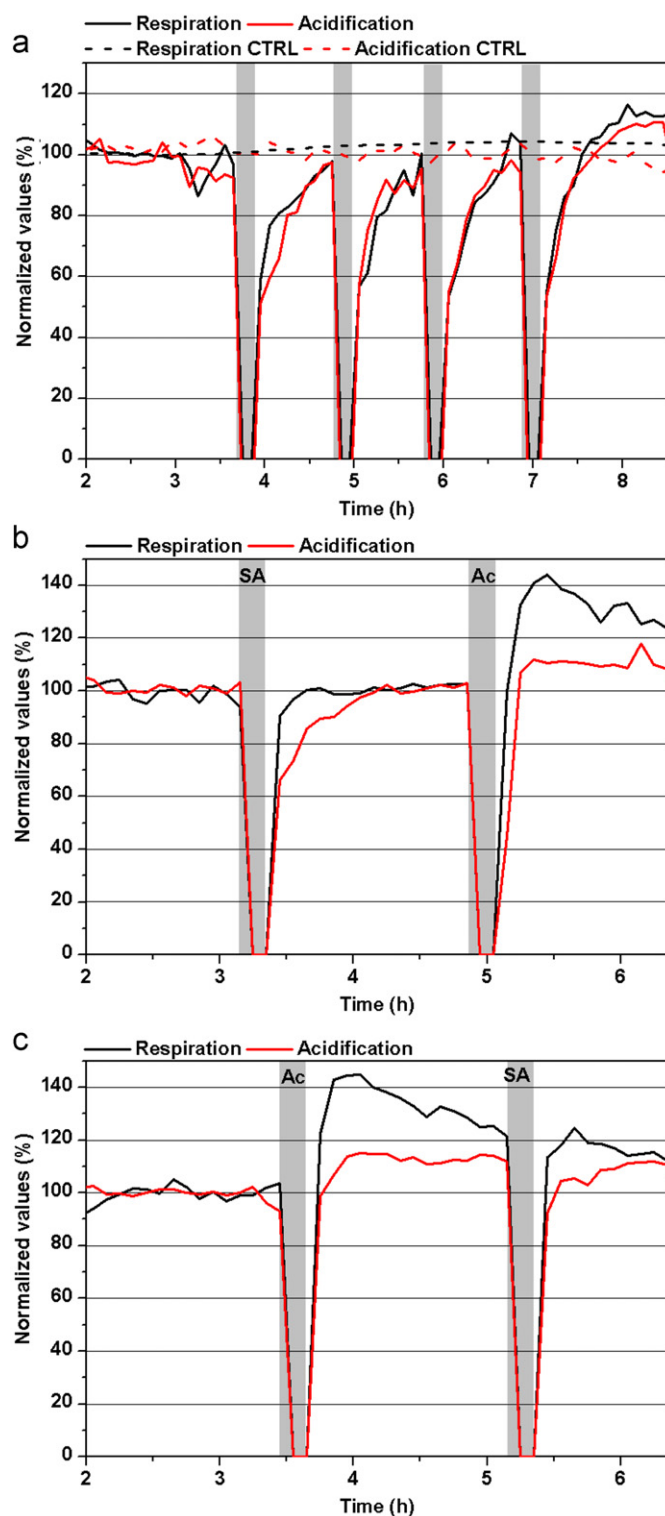 a
Respiration Acidification
Respiration CTRL Acidification CTRL
Normalized values (%)
120
100
80
60
40
20
0
2 3 4 5 6 7 8
Time (h)
b
Respiration Acidification
SA Ac
Normalized values (%)
140
120
100
80
60
40
20
0
2 3 4 5 6
Time (h)
c
Respiration Acidification
Ac SA
Normalized values (%)
140
120
100
80
60
40
20
0
2 3 4 5 6
Time (h)